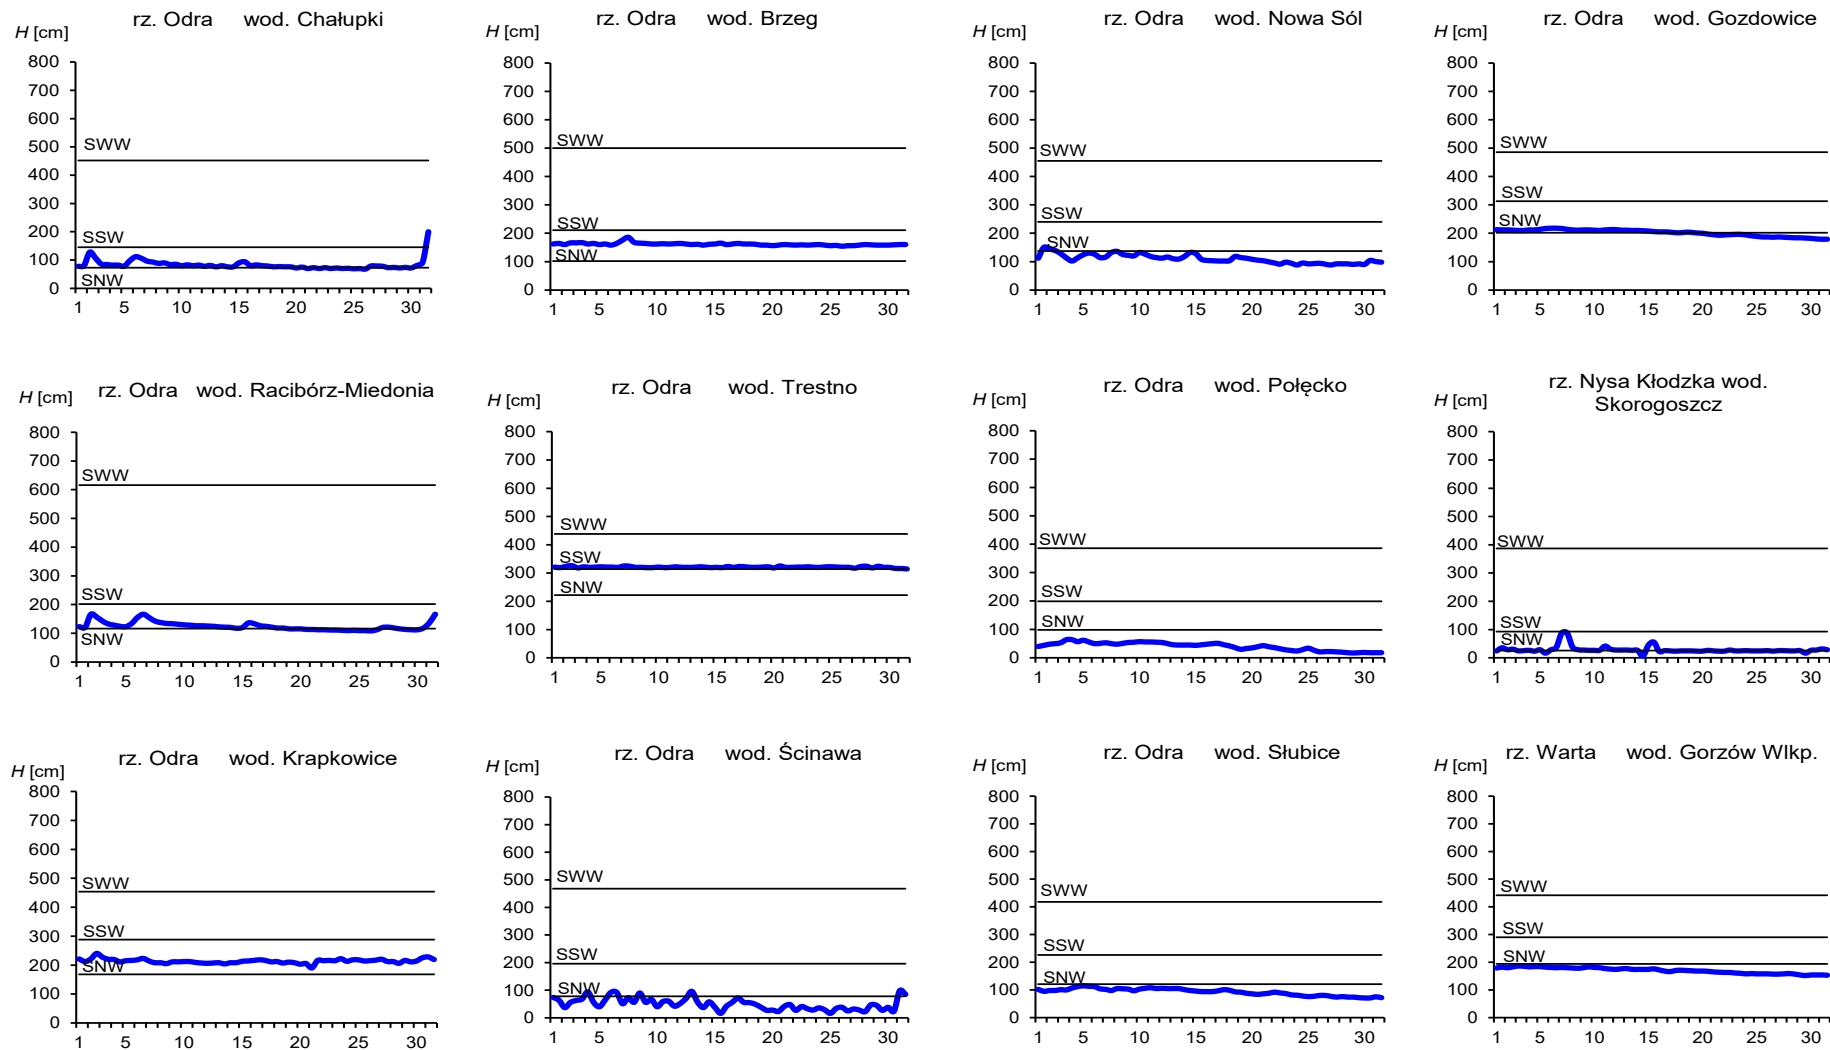 rz. Odra wod. Chałupki
H [cm]
800
700
600
500
400
300
200
100
0
SWW
SSW
SNW
1 5 10 15 20 25 30
rz. Odra wod. Brzeg
H [cm]
800
700
600
500
400
300
200
100
0
SWW
SSW
SNW
1 5 10 15 20 25 30
rz. Odra wod. Nowa Sól
H [cm]
800
700
600
500
400
300
200
100
0
SWW
SSW
SNW
1 5 10 15 20 25 30
rz. Odra wod. Gozdowice
H [cm]
800
700
600
500
400
300
200
100
0
SWW
SSW
SNW
1 5 10 15 20 25 30
rz. Odra wod. Racibórz-Miedonia
H [cm]
800
700
600
500
400
300
200
100
0
SWW
SSW
SNW
1 5 10 15 20 25 30
rz. Odra wod. Trestno
H [cm]
800
700
600
500
400
300
200
100
0
SWW
SSW
SNW
1 5 10 15 20 25 30
rz. Odra wod. Połęcko
H [cm]
800
700
600
500
400
300
200
100
0
SWW
SSW
SNW
1 5 10 15 20 25 30
rz. Nysa Kłodzka wod.
Skorogoszcz
H [cm]
800
700
600
500
400
300
200
100
0
SWW
SSW
SNW
1 5 10 15 20 25 30
rz. Odra wod. Krapkowice
H [cm]
800
700
600
500
400
300
200
100
0
SWW
SSW
SNW
1 5 10 15 20 25 30
rz. Odra wod. Ścinawa
H [cm]
800
700
600
500
400
300
200
100
0
SWW
SSW
SNW
1 5 10 15 20 25 30
rz. Odra wod. Słubice
H [cm]
800
700
600
500
400
300
200
100
0
SWW
SSW
SNW
1 5 10 15 20 25 30
rz. Warta wod. Gorzów Wlkp.
H [cm]
800
700
600
500
400
300
200
100
0
SWW
SSW
SNW
1 5 10 15 20 25 30